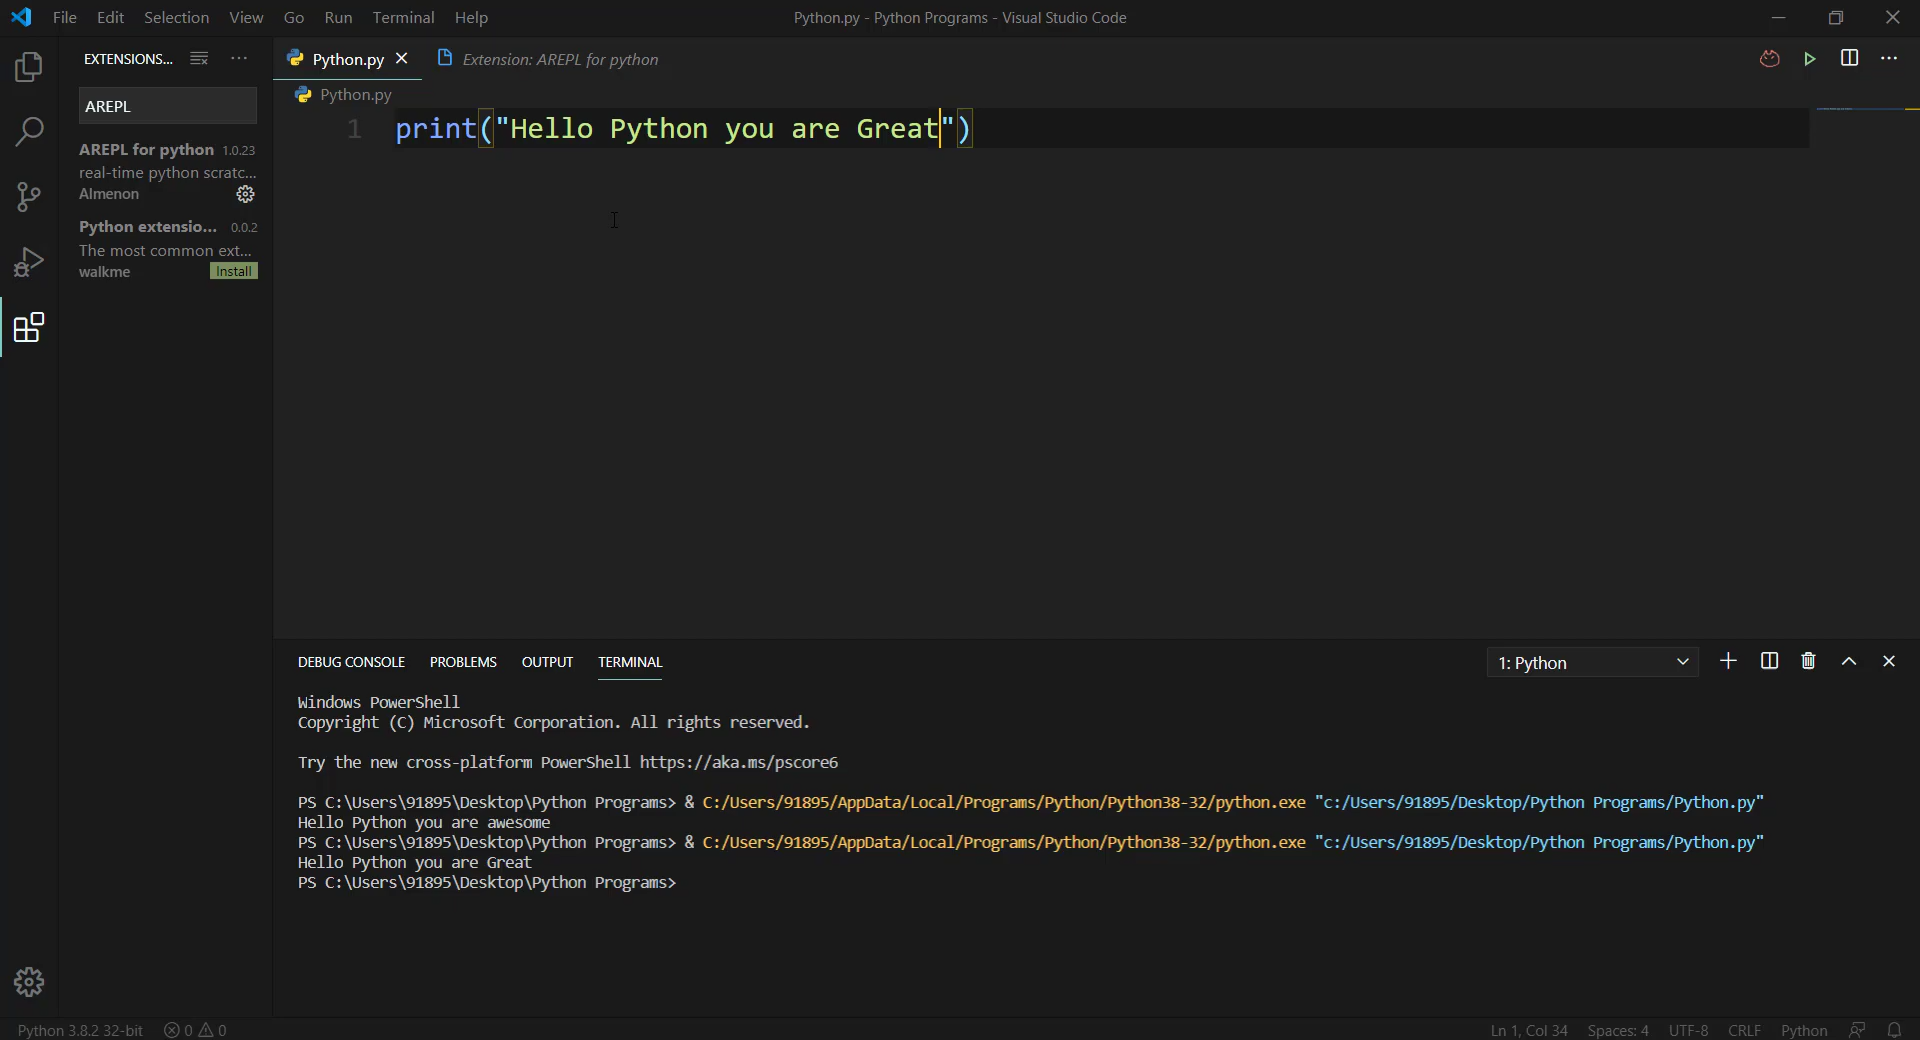 File Edit Selection View Go Run Terminal Help
Python.py - Python Programs - Visual Studio Code
EXTENSIONS...
Python.py
Extension: AREPL for python
AREPL
Python.py
1 print("Hello Python you are Great")
AREPL for python 1.0.23
real-time python scratc...
Almenon
Python extensio... 0.0.2
The most common ext...
walkme Install
DEBUG CONSOLE PROBLEMS OUTPUT TERMINAL
1: Python
Windows PowerShell
Copyright (C) Microsoft Corporation. All rights reserved.
Try the new cross-platform PowerShell https://aka.ms/pscore6
PS C:\Users\91895\Desktop\Python Programs> & C:/Users/91895/AppData/Local/Programs/Python/Python38-32/python.exe "c:/Users/91895/Desktop/Python Programs/Python.py"
Hello Python you are awesome
PS C:\Users\91895\Desktop\Python Programs> & C:/Users/91895/AppData/Local/Programs/Python/Python38-32/python.exe "c:/Users/91895/Desktop/Python Programs/Python.py"
Hello Python you are Great
PS C:\Users\91895\Desktop\Python Programs>
Python 3.8.2 32-bit 0 0
Ln 1, Col 34 Spaces: 4 UTF-8 CRLF Python